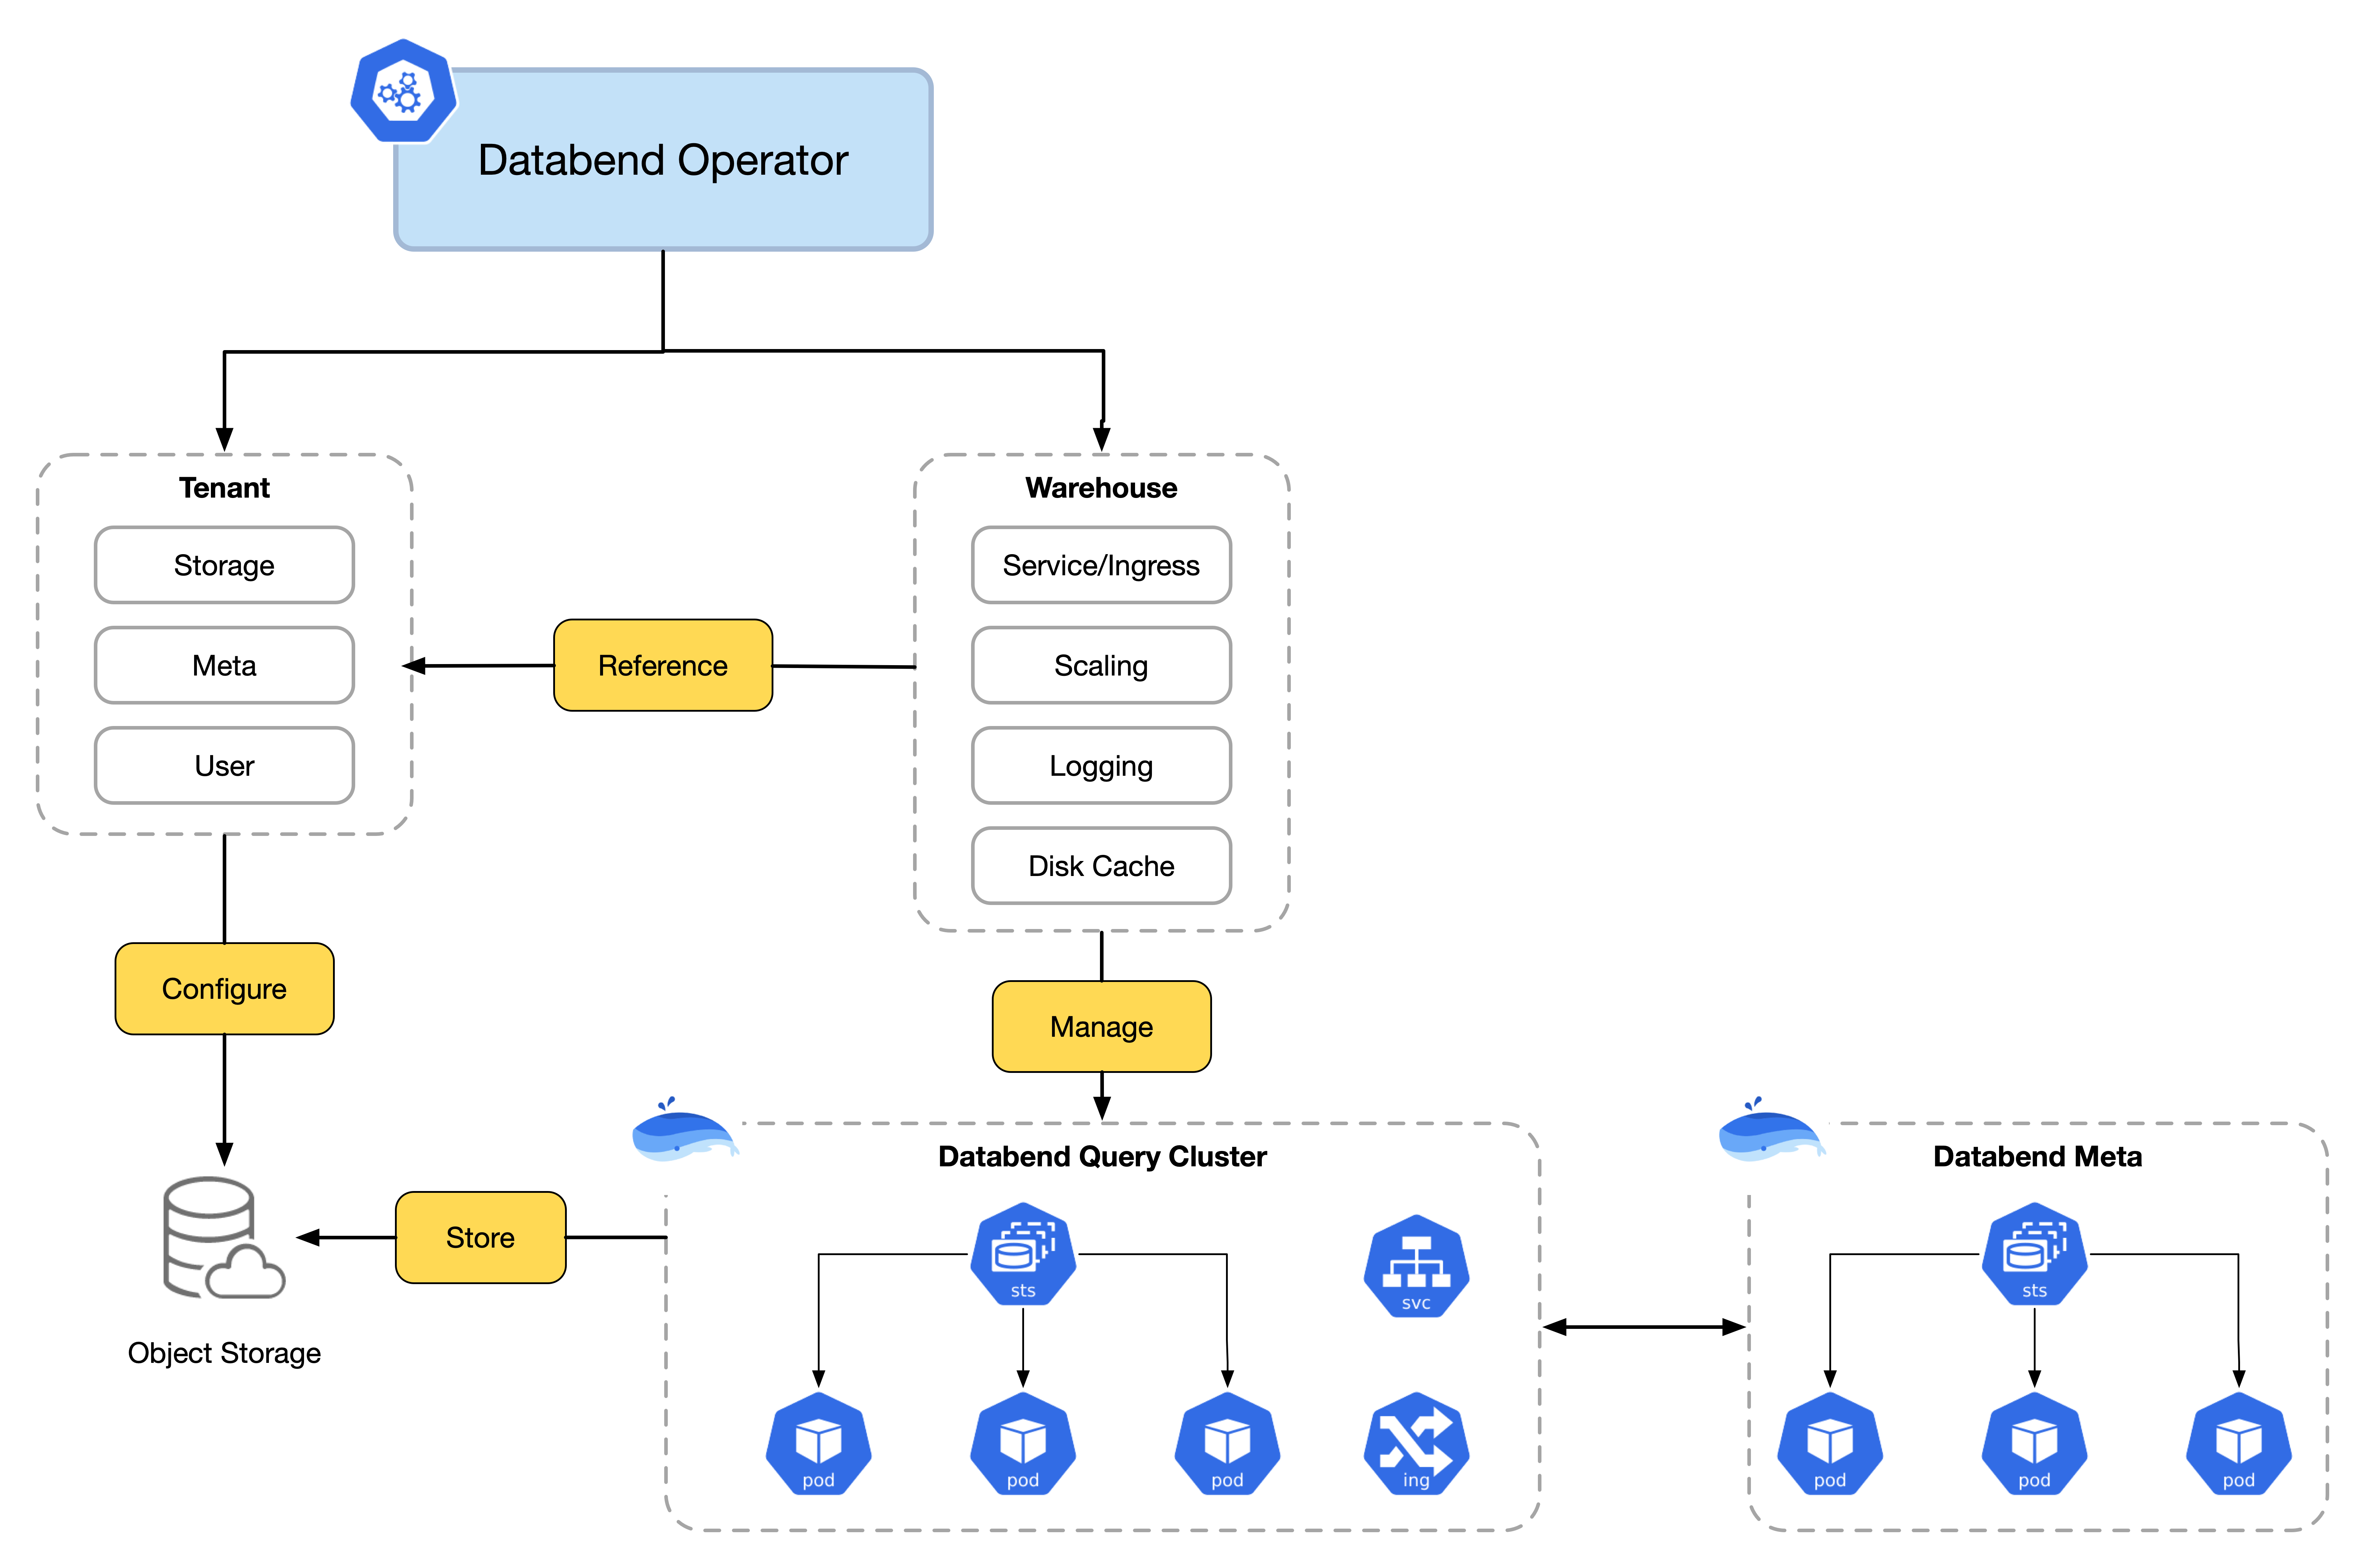 Databend Operator
Tenant
Storage
Meta
User
Reference
Warehouse
Service/Ingress
Scaling
Logging
Disk Cache
Configure
Manage
Object Storage
Store
Databend Query Cluster
sts
svc
pod
pod
pod
ing
Databend Meta
sts
pod
pod
pod